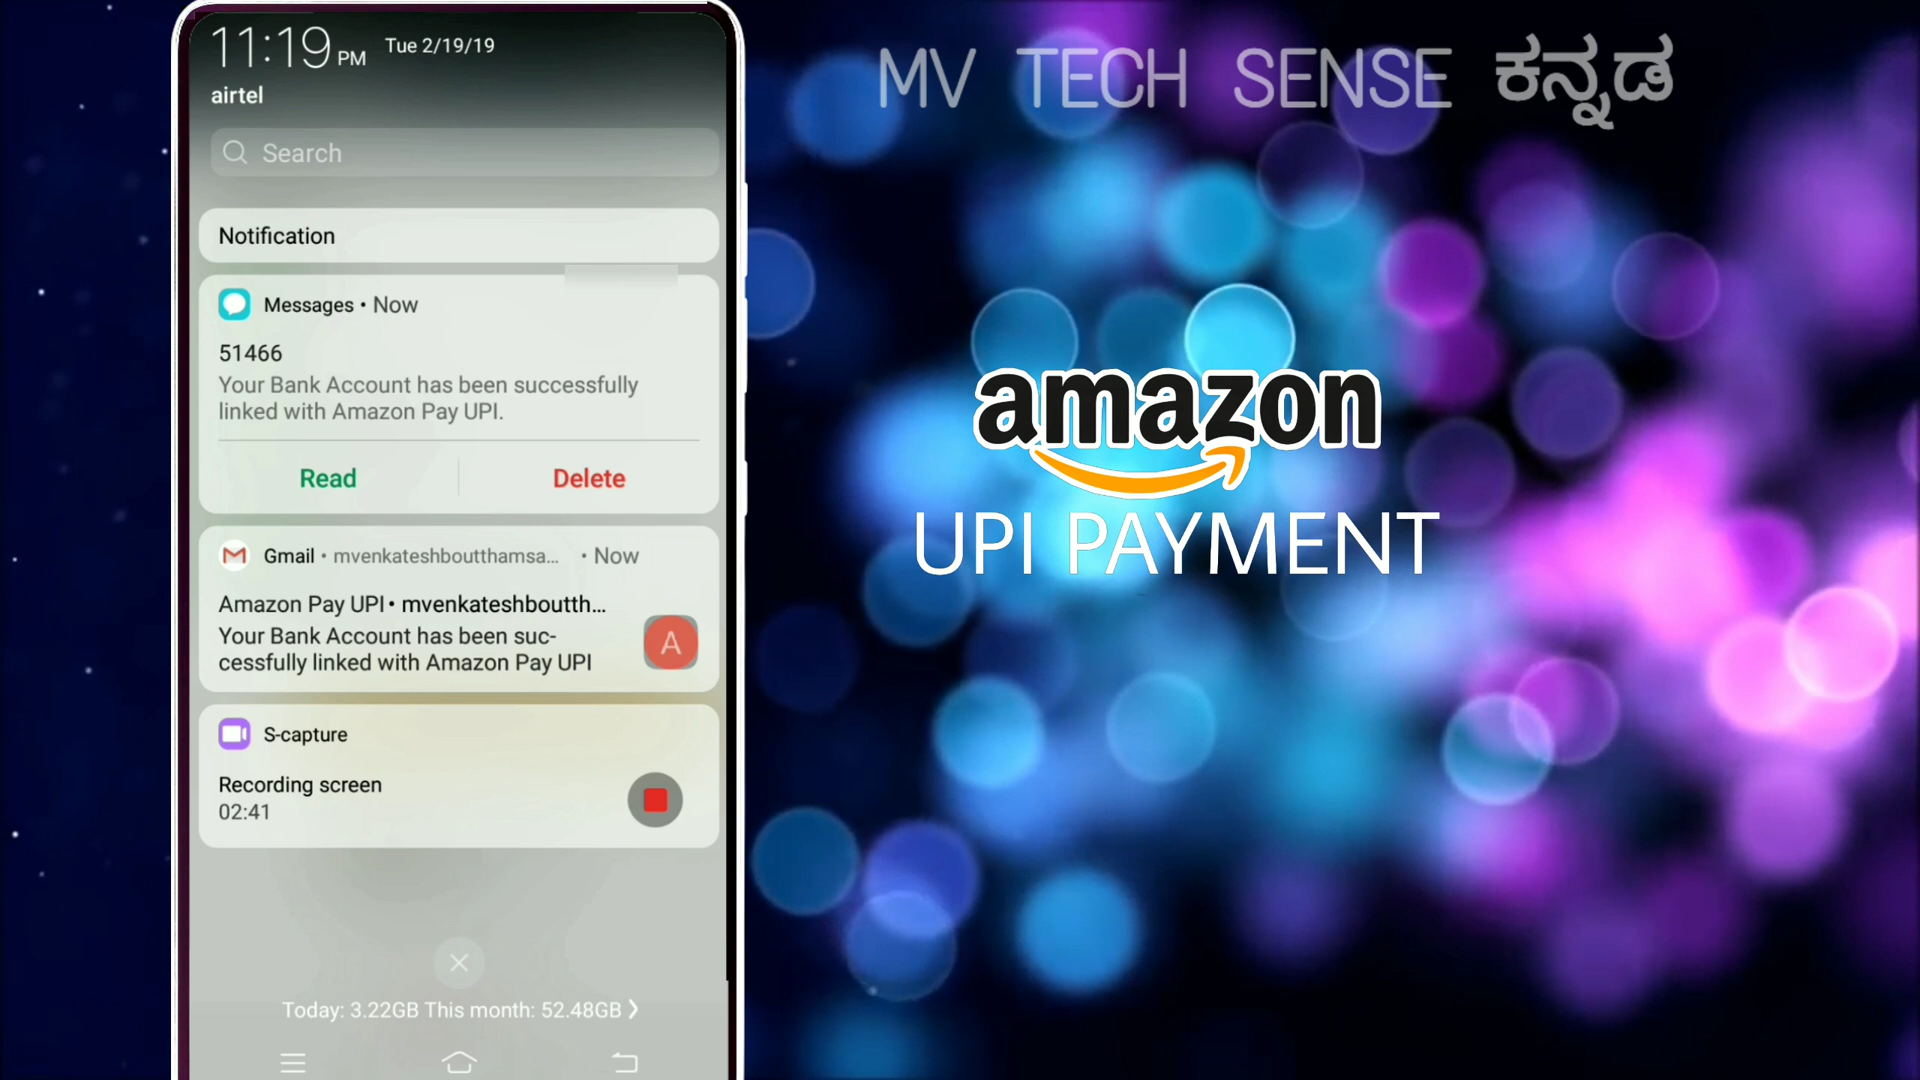 11:19 PM Tue 2/19/19
airtel
Search
Notification
Messages • Now
51466
Your Bank Account has been successfully
linked with Amazon Pay UPI.
Read Delete
Gmail • mvenkateshboutthamsa... • Now
Amazon Pay UPI• mvenkateshboutth...
Your Bank Account has been suc-
cessfully linked with Amazon Pay UPI
A
S-capture
Recording screen
02:41
Today: 3.22GB This month: 52.48GB
MV TECH SENSE ಕನ್ನಡ
amazon
UPI PAYMENT